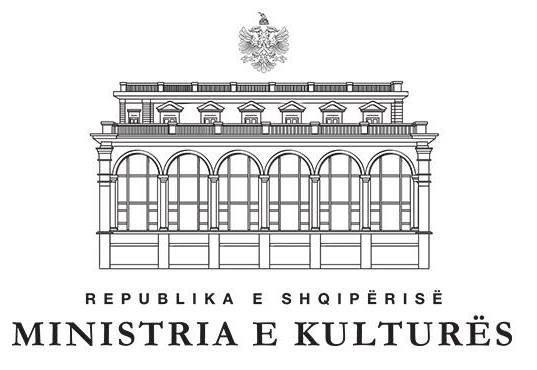 REPUBLIKA E SHQIPËRISË
MINISTRIA E KULTURËS